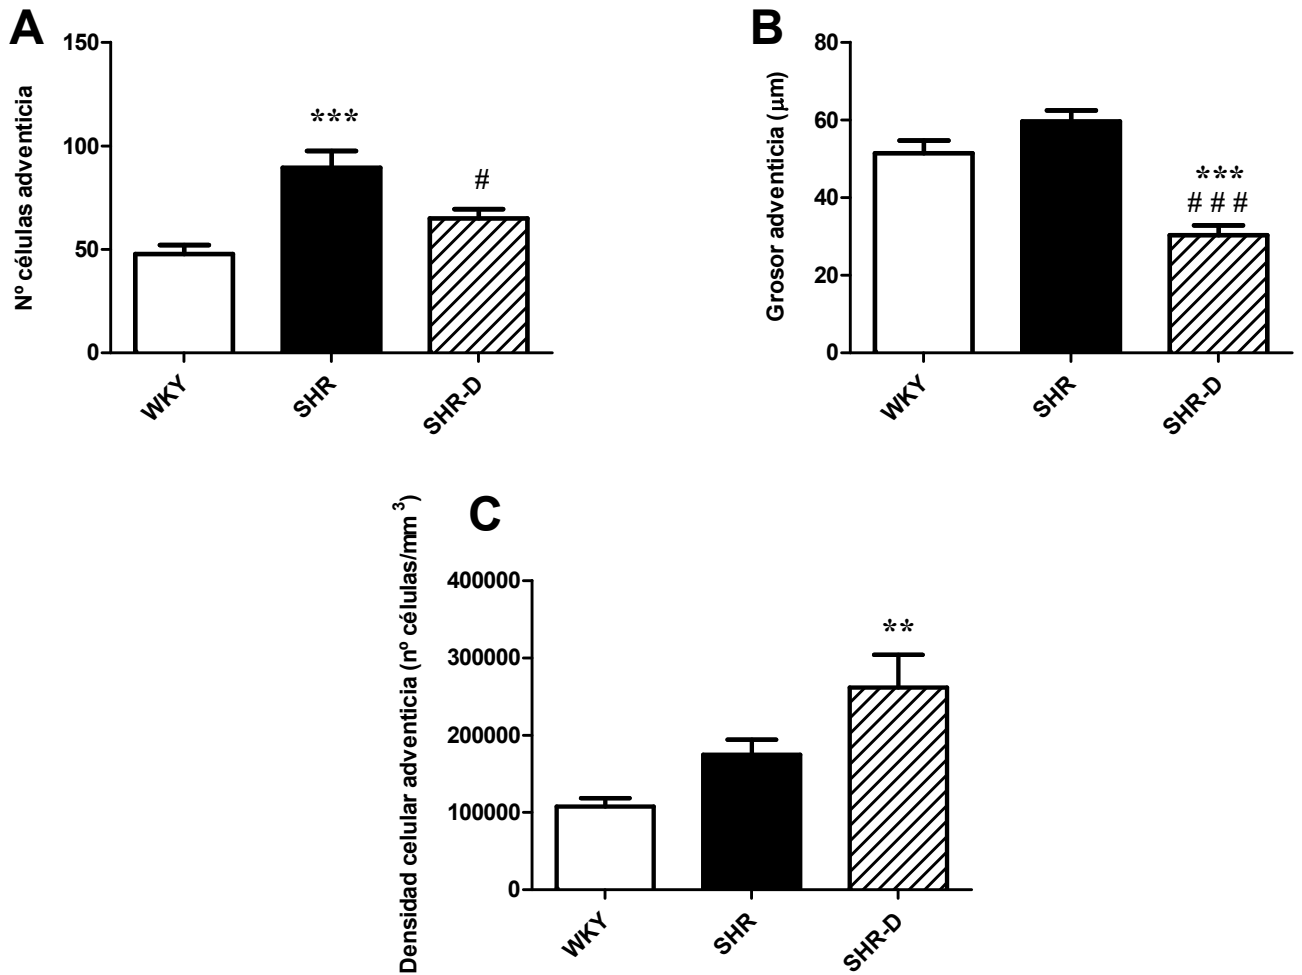 A
Nº células adventicia
150
100
50
0
***
#
WKY
SHR
SHR-D
B
Grosor adventicia (µm)
80
60
40
20
0
***
# # #
WKY
SHR
SHR-D
C
Densidad celular adventicia (nº células/mm³)
400000
300000
200000
100000
0
**
WKY
SHR
SHR-D